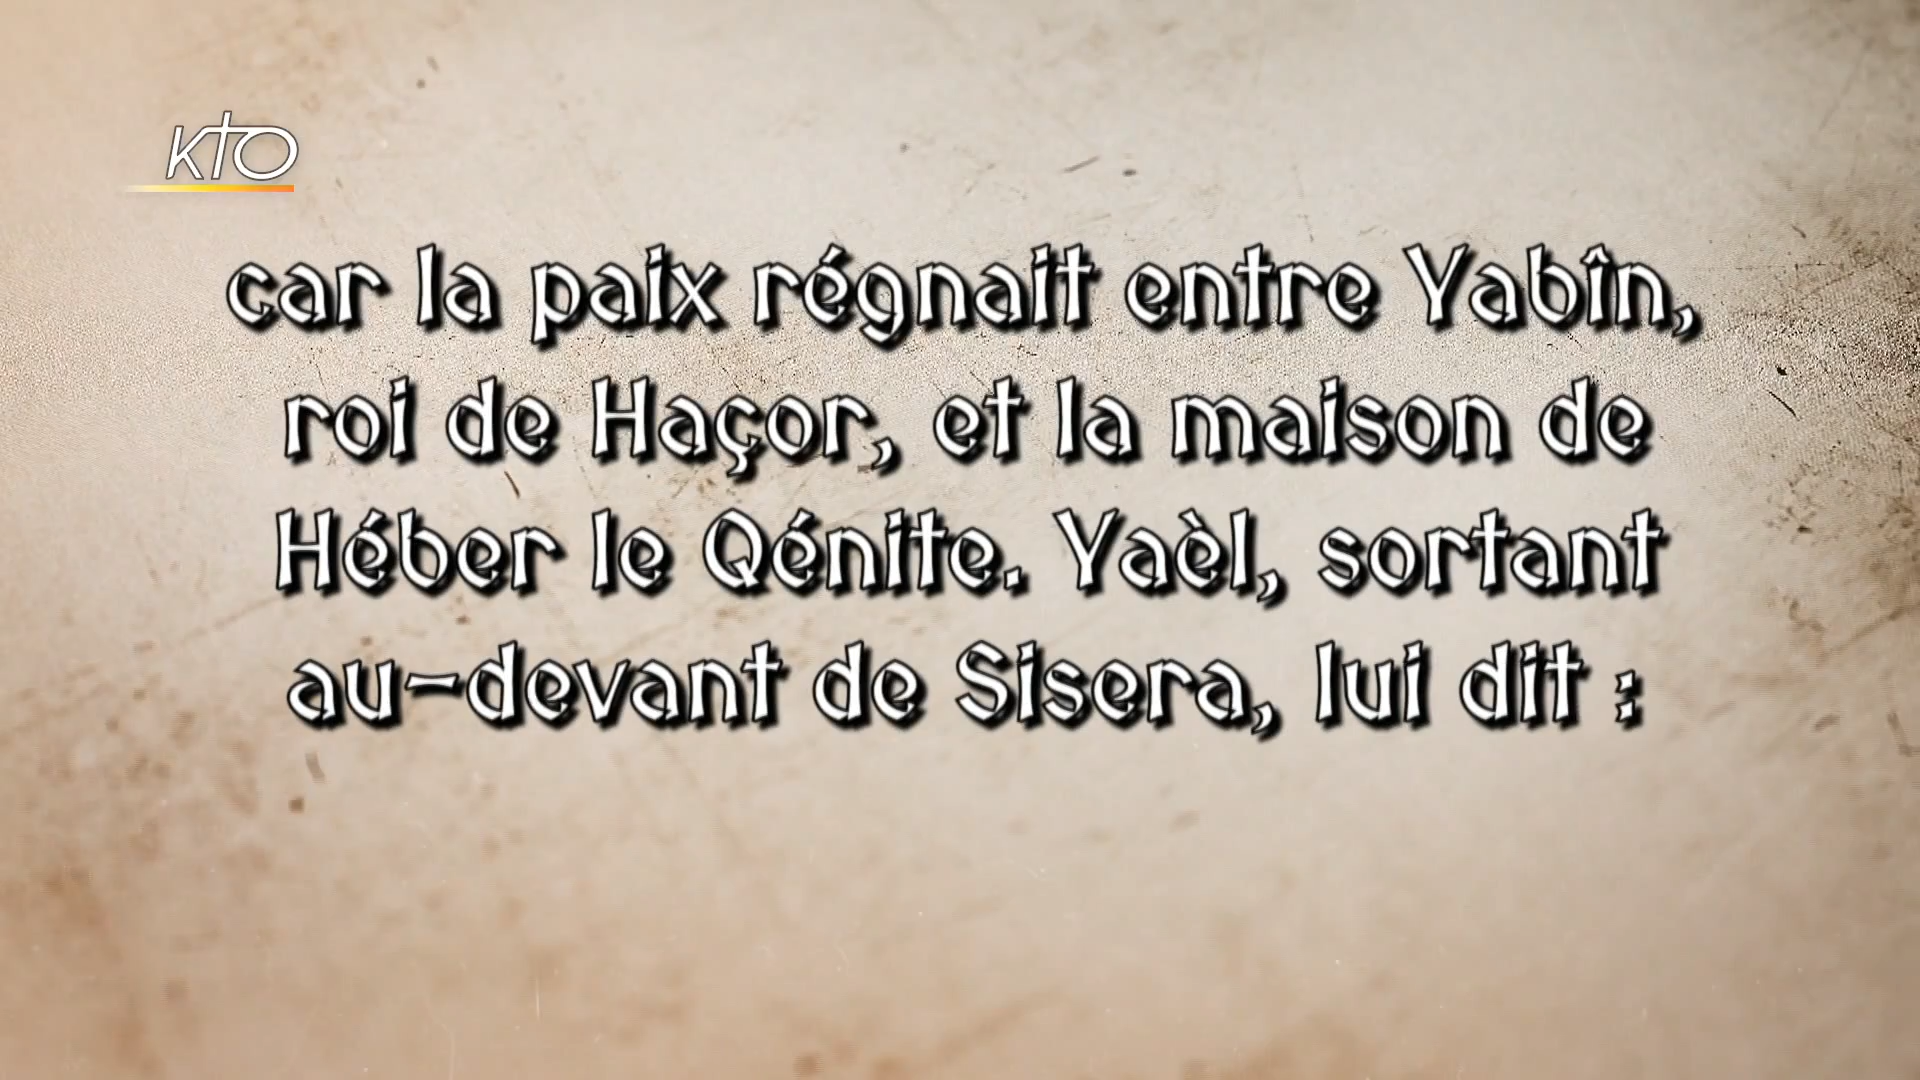 KTO
car la paix régnait entre Yabîn,
roi de Haçor, et la maison de
Héber le Qénite. Yaèl, sortant
au-devant de Sisera, lui dit :